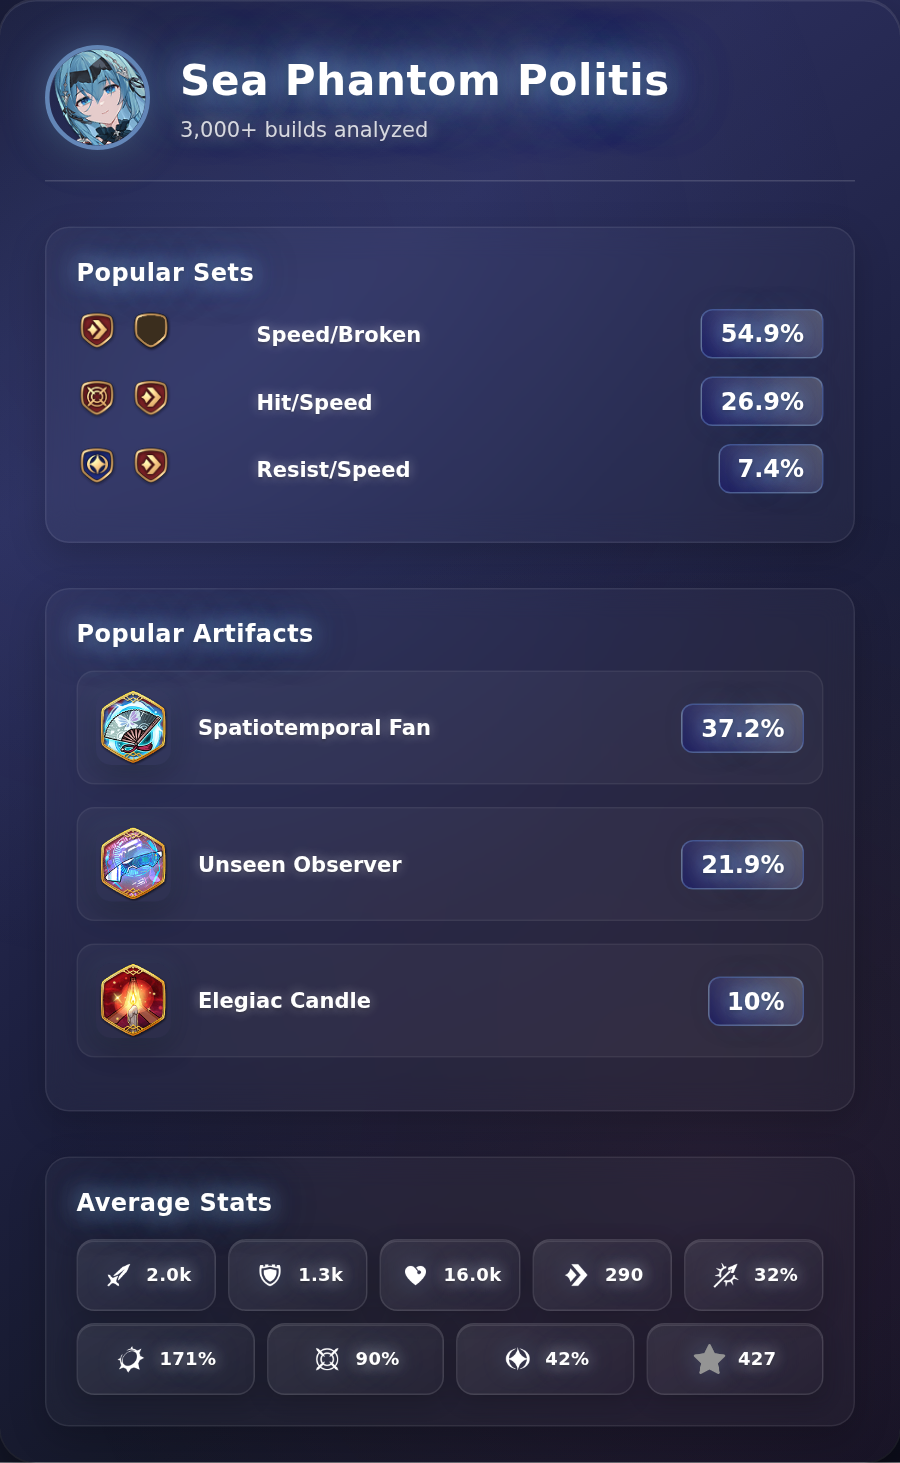 Sea Phantom Politis
3,000+ builds analyzed
Popular Sets
Speed/Broken 54.9%
Hit/Speed 26.9%
Resist/Speed 7.4%
Popular Artifacts
Spatiotemporal Fan 37.2%
Unseen Observer 21.9%
Elegiac Candle 10%
Average Stats
2.0k 1.3k 16.0k 290 32%
171% 90% 42% 427